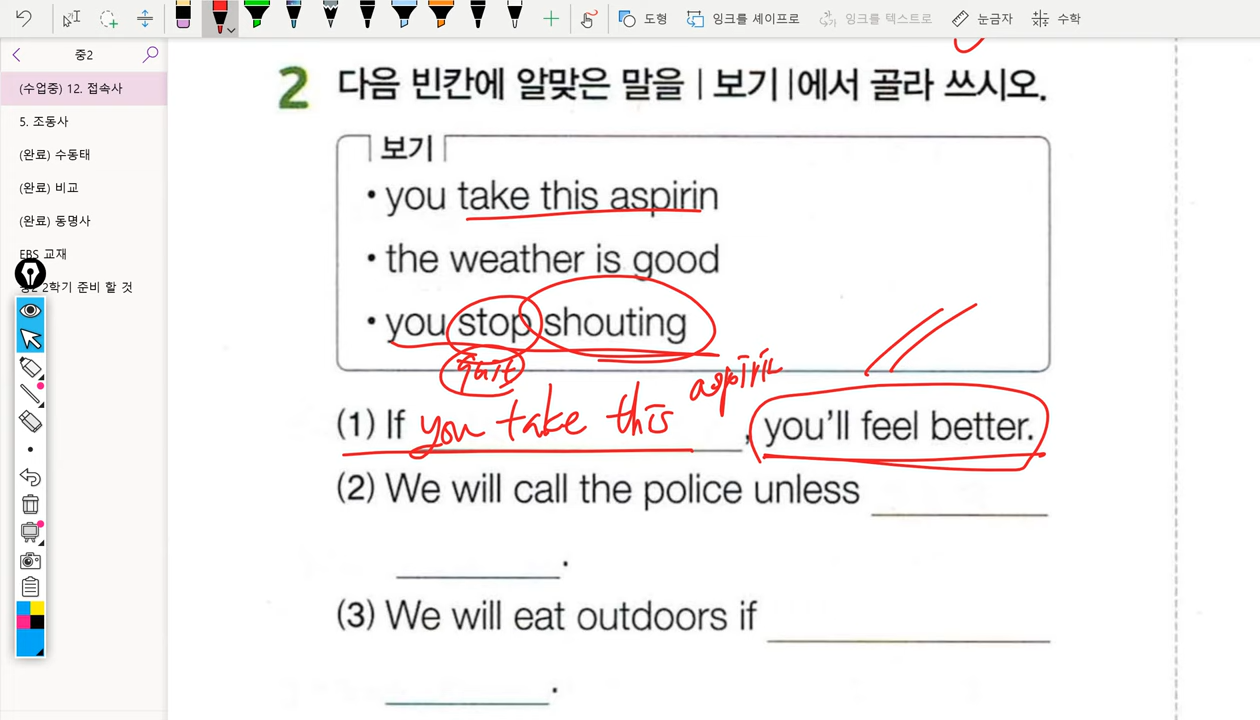 도형
잉크를 셰이프로
잉크를 텍스트로
눈금자
수학
중2
(수업중) 12. 접속사
5. 조동사
(완료) 수동태
(완료) 비교
(완료) 동명사
EBS 교재
2학기 준비 할 것
2 다음 빈칸에 알맞은 말을 | 보기 |에서 골라 쓰시오.
보기
• you take this aspirin
• the weather is good
• you stop shouting
quit
(1) If you take this aspirin, you'll feel better.
(2) We will call the police unless
.
(3) We will eat outdoors if
.